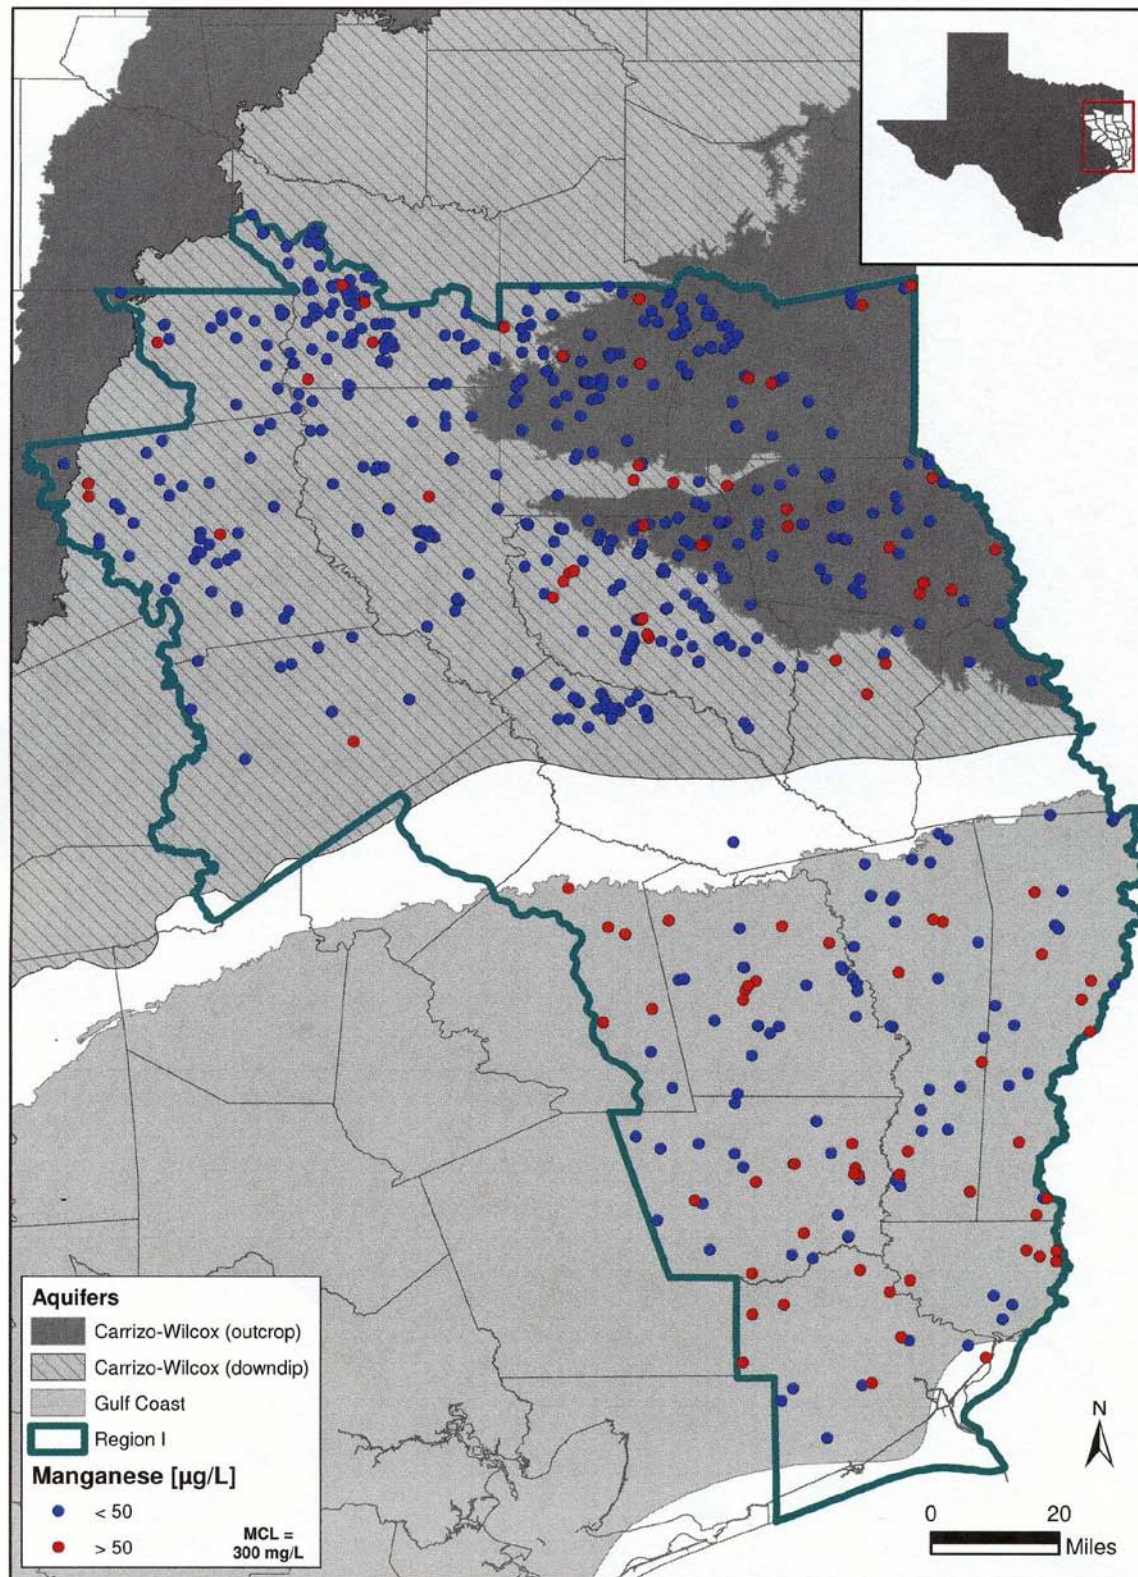 Aquifers
Carrizo-Wilcox (outcrop)
Carrizo-Wilcox (downdip)
Gulf Coast
Region I
Manganese [µg/L]
< 50
> 50
MCL =
300 mg/L
N
0 20
Miles